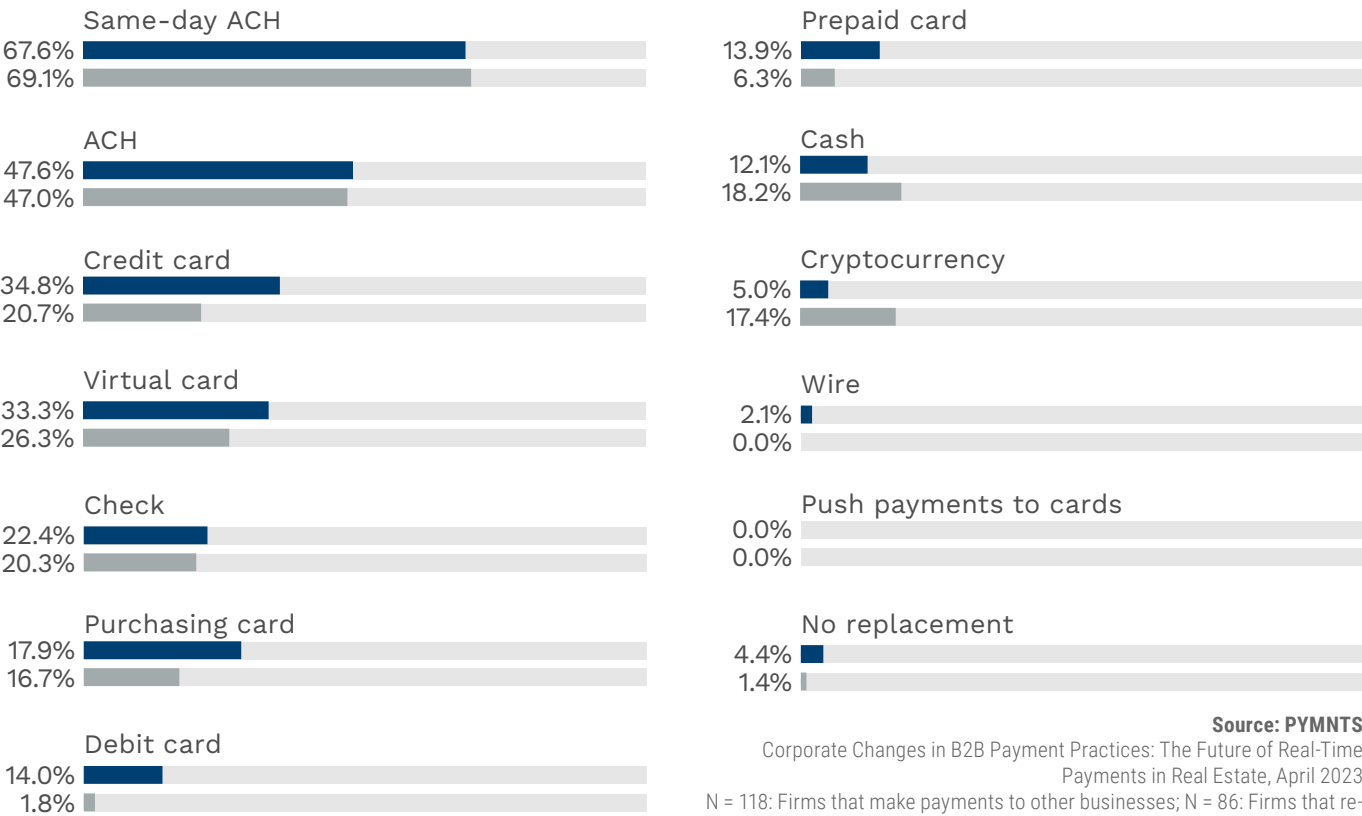 Same-day ACH
67.6%
69.1%
ACH
47.6%
47.0%
Credit card
34.8%
20.7%
Virtual card
33.3%
26.3%
Check
22.4%
20.3%
Purchasing card
17.9%
16.7%
Debit card
14.0%
1.8%
Prepaid card
13.9%
6.3%
Cash
12.1%
18.2%
Cryptocurrency
5.0%
17.4%
Wire
2.1%
0.0%
Push payments to cards
0.0%
0.0%
No replacement
4.4%
1.4%
Source: PYMNTS
Corporate Changes in B2B Payment Practices: The Future of Real-Time
Payments in Real Estate, April 2023
N = 118: Firms that make payments to other businesses; N = 86: Firms that re-